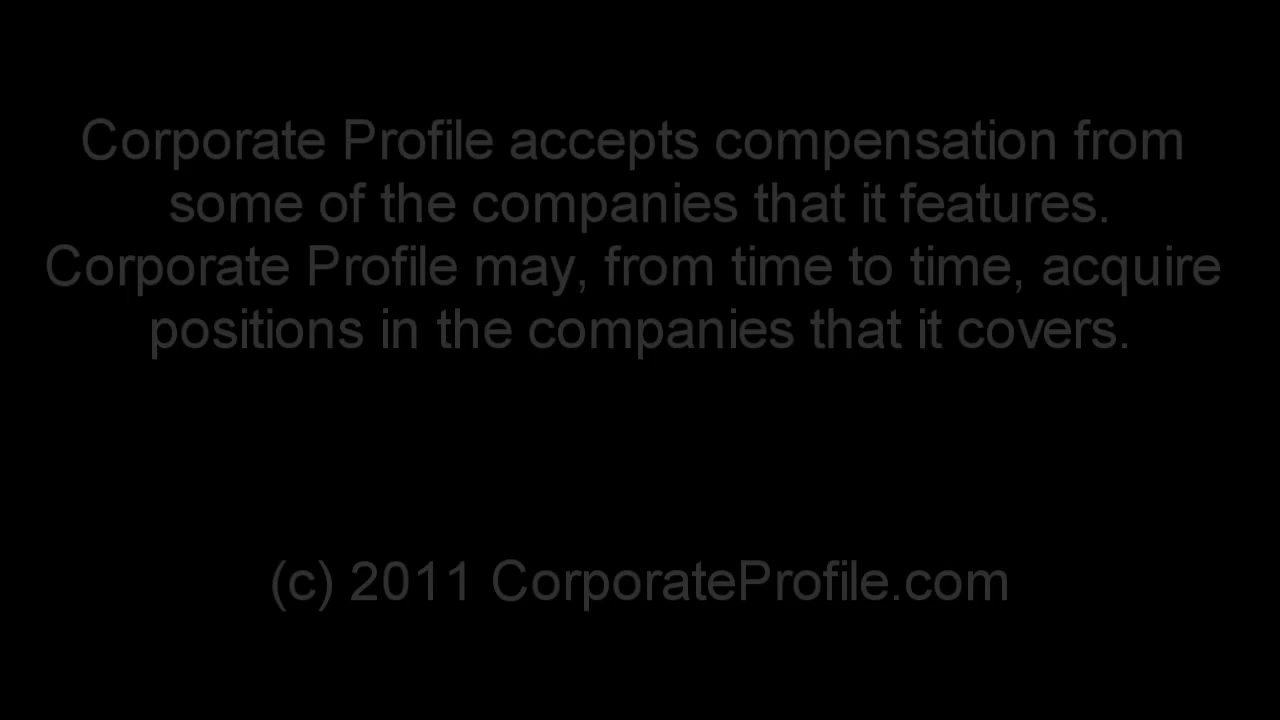 Corporate Profile accepts compensation from
some of the companies that it features.
Corporate Profile may, from time to time, acquire
positions in the companies that it covers.
(c) 2011 CorporateProfile.com